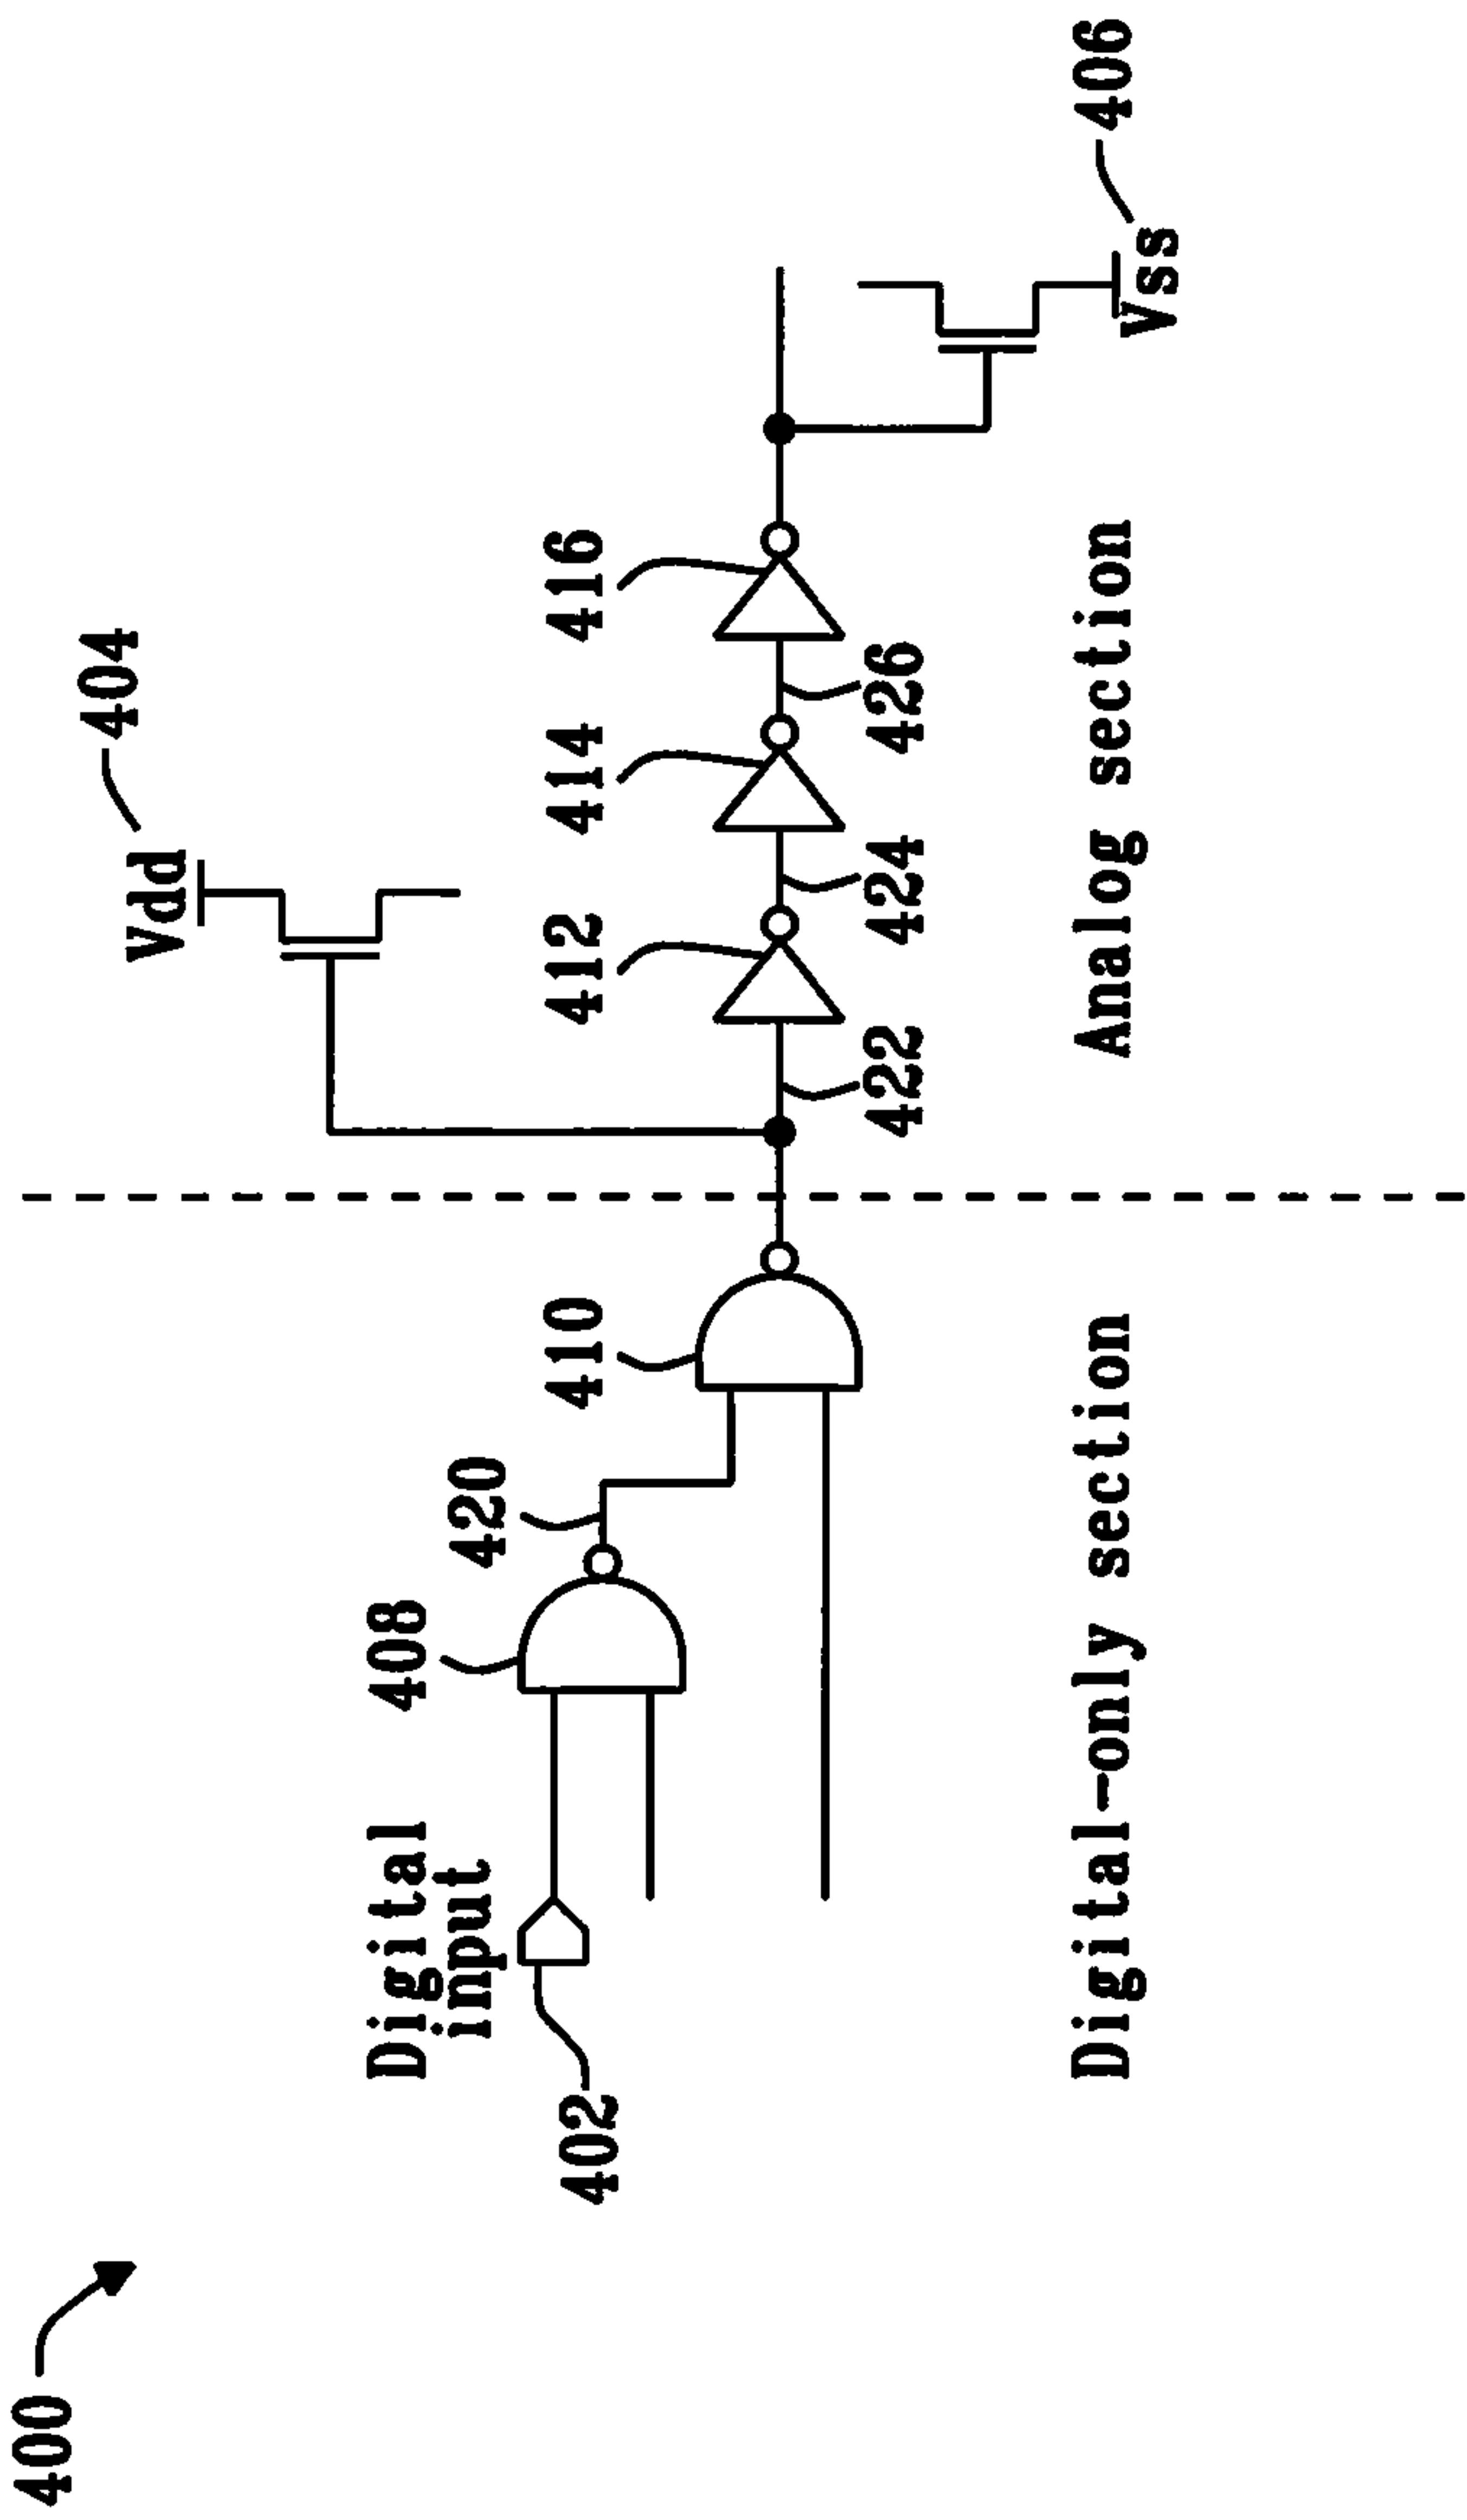 400
402
Digital
input
408
420
410
Vdd
404
412
414
416
422
424
426
Vss
406
Digital-only section
Analog section